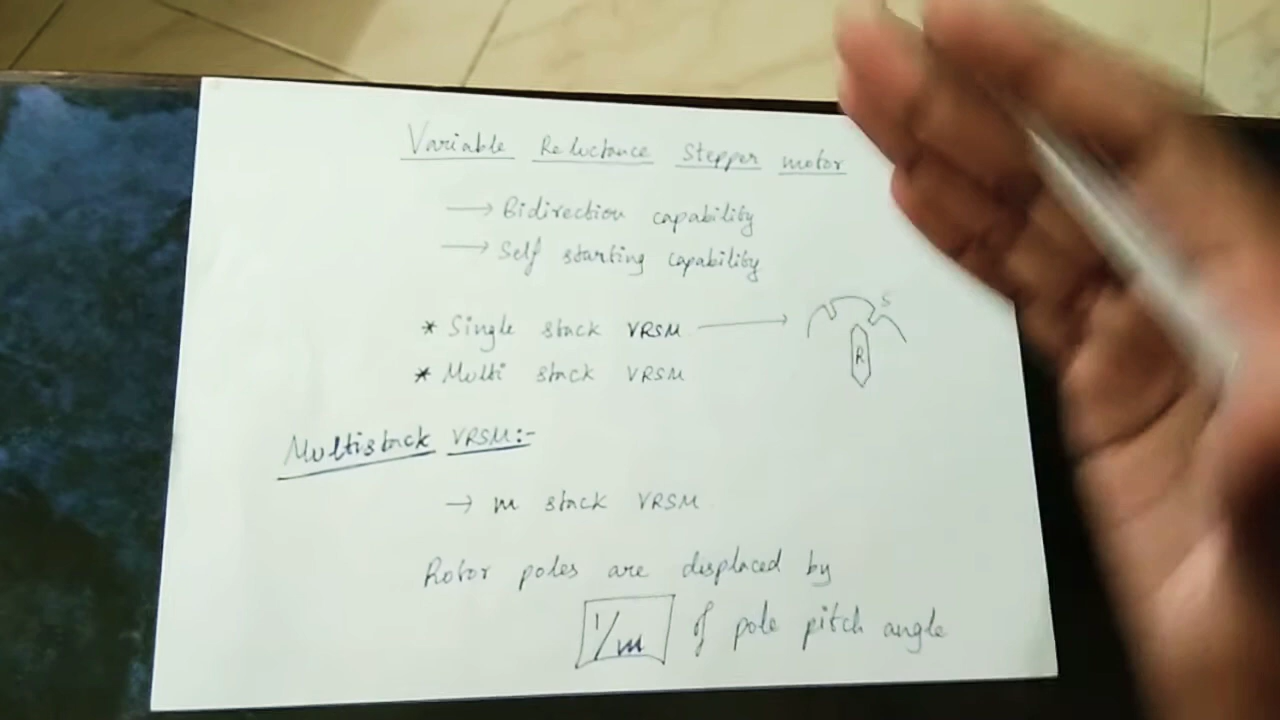 Variable Reluctance Stepper motor
→ Bidirection capability
→ Self starting capability
* Single stack VRSM → S
R
* Multi stack VRSM
Multistack VRSM:-
→ m stack VRSM
Rotor poles are displaced by
1/m of pole pitch angle